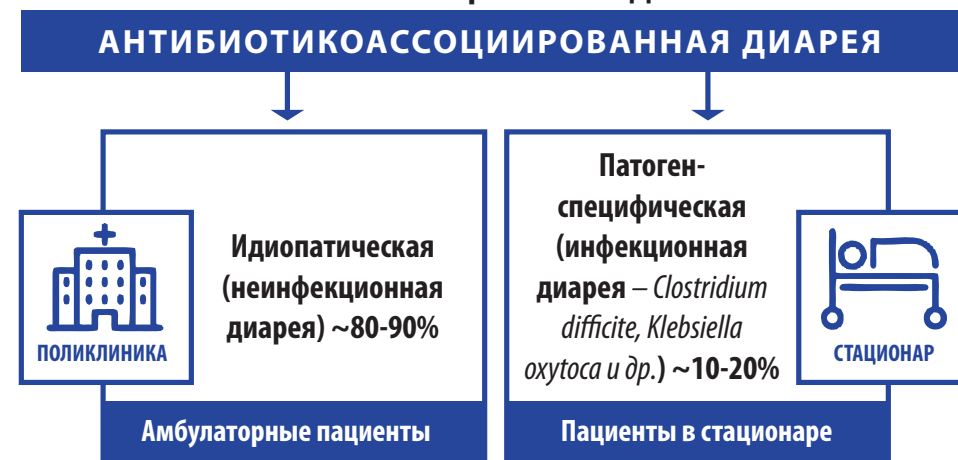 АНТИБИОТИКОАССОЦИИРОВАННАЯ ДИАРЕЯ
ПОЛИКЛИНИКА
Идиопатическая
(неинфекционная
диарея) ~80-90%
Амбулаторные пациенты
Патоген-
специфическая
(инфекционная
диарея – Clostridium
difficite, Klebsiella
oxytoca и др.) ~10-20%
СТАЦИОНАР
Пациенты в стационаре